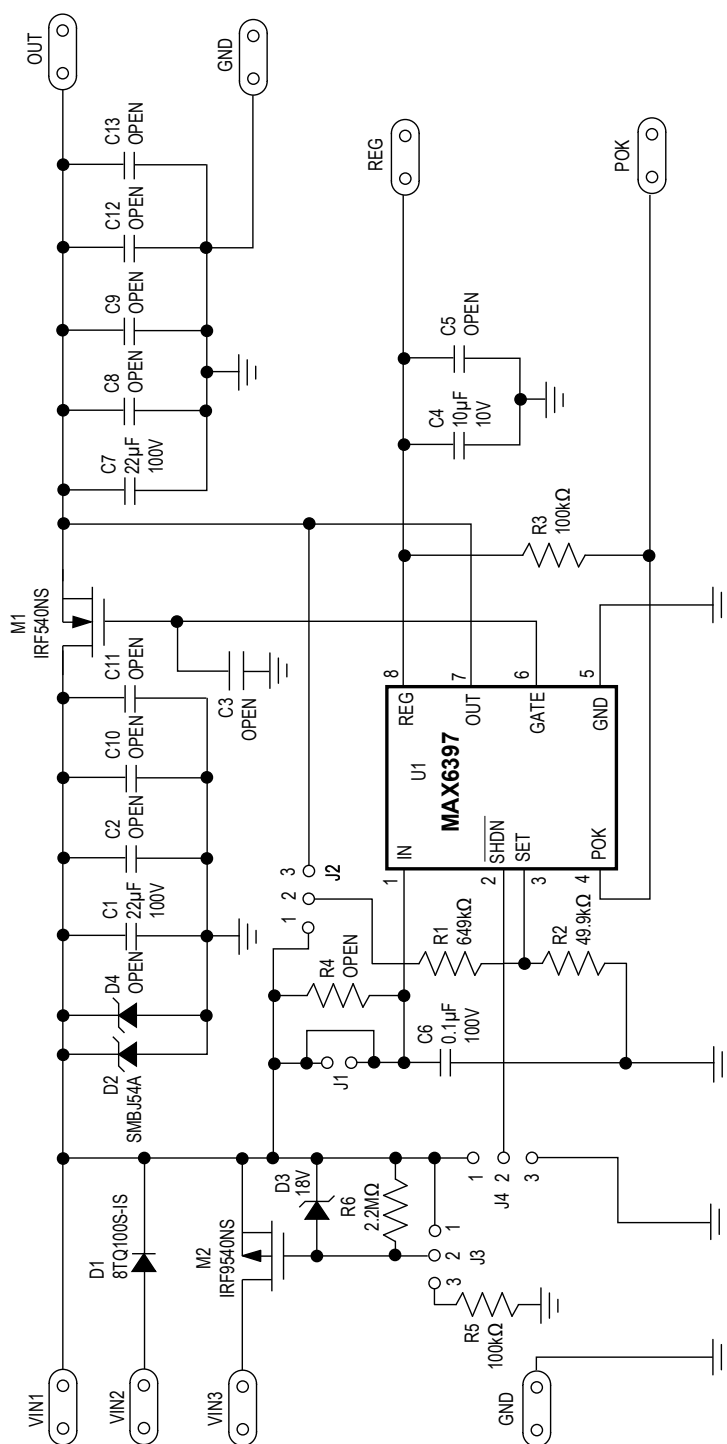 VIN1
VIN2
VIN3
GND
D1
8TQ100S-IS
M2
IRF9540NS
D3
18V
R6
2.2MΩ
1
2
3
J3
R5
100kΩ
1
2
3
J4
D2
SMBJ54A
D4
OPEN
C1
22µF
100V
C2
OPEN
C10
OPEN
C11
OPEN
M1
IRF540NS
C3
OPEN
J1
R4
OPEN
1
2
3
J2
C6
0.1µF
100V
R1
649kΩ
R2
49.9kΩ
1
2
3
4
IN
SHDN
SET
POK
U1
MAX6397
REG
OUT
GATE
GND
8
7
6
5
R3
100kΩ
C4
10µF
10V
C5
OPEN
C7
22µF
100V
C8
OPEN
C9
OPEN
C12
OPEN
C13
OPEN
OUT
GND
REG
POK